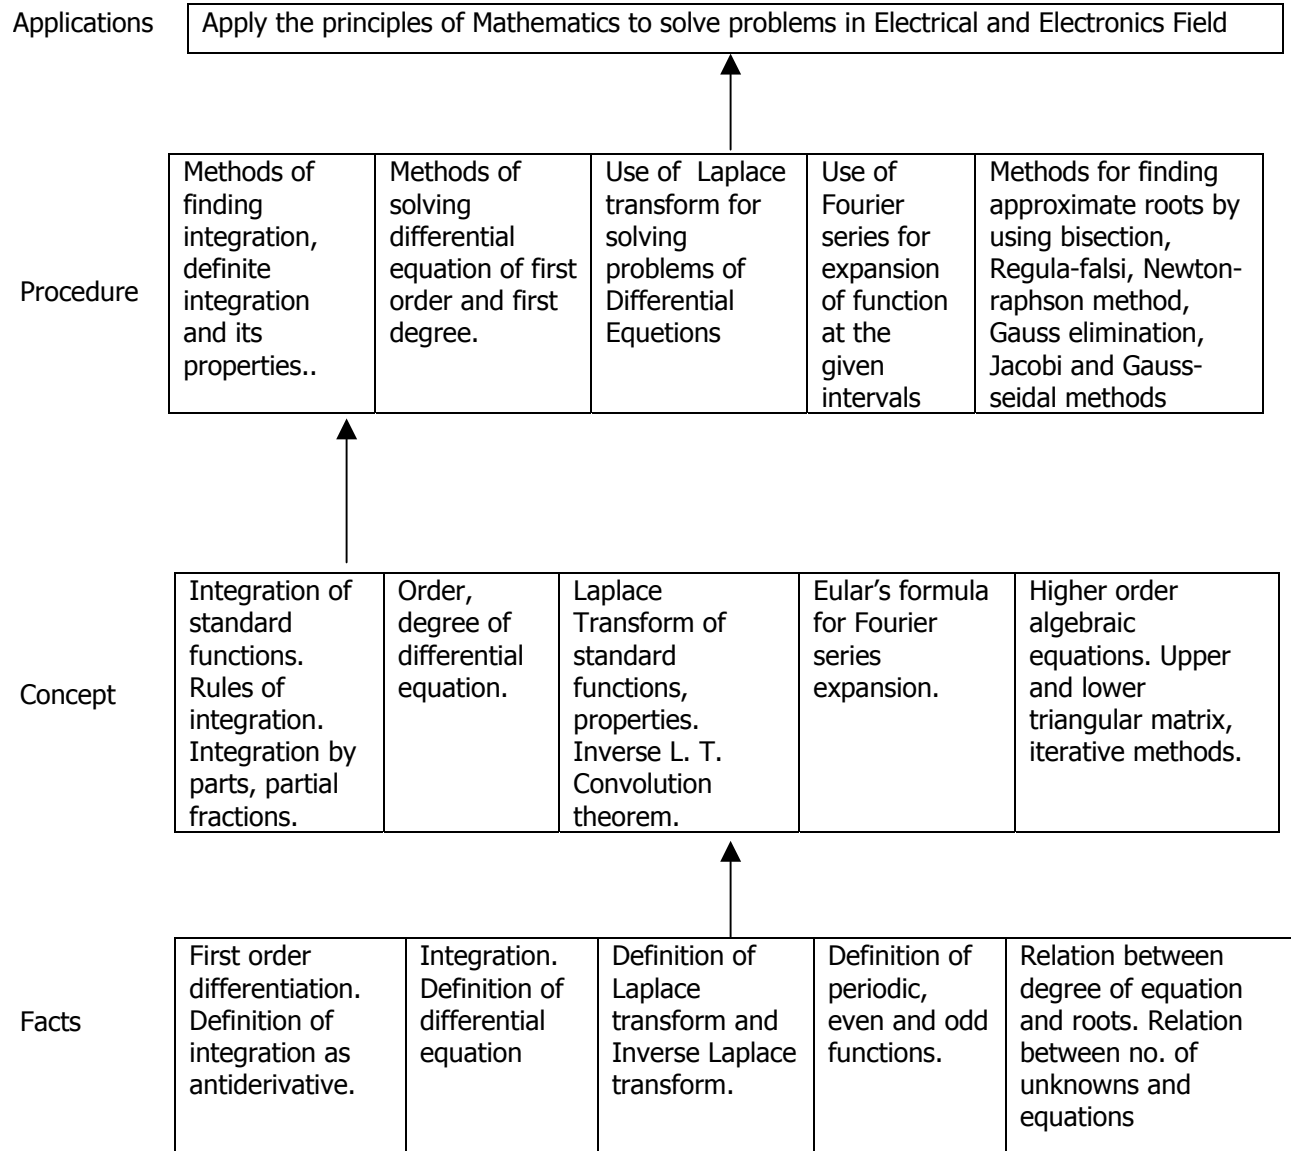 Applications
Apply the principles of Mathematics to solve problems in Electrical and Electronics Field
Procedure
Methods of
finding
integration,
definite
integration
and its
properties..
Methods of
solving
differential
equation of first
order and first
degree.
Use of Laplace
transform for
solving
problems of
Differential
Equetions
Use of
Fourier
series for
expansion
of function
at the
given
intervals
Methods for finding
approximate roots by
using bisection,
Regula-falsi, Newton-
raphson method,
Gauss elimination,
Jacobi and Gauss-
seidal methods
Concept
Integration of
standard
functions.
Rules of
integration.
Integration by
parts, partial
fractions.
Order,
degree of
differential
equation.
Laplace
Transform of
standard
functions,
properties.
Inverse L. T.
Convolution
theorem.
Eular’s formula
for Fourier
series
expansion.
Higher order
algebraic
equations. Upper
and lower
triangular matrix,
iterative methods.
Facts
First order
differentiation.
Definition of
integration as
antiderivative.
Integration.
Definition of
differential
equation
Definition of
Laplace
transform and
Inverse Laplace
transform.
Definition of
periodic,
even and odd
functions.
Relation between
degree of equation
and roots. Relation
between no. of
unknowns and
equations